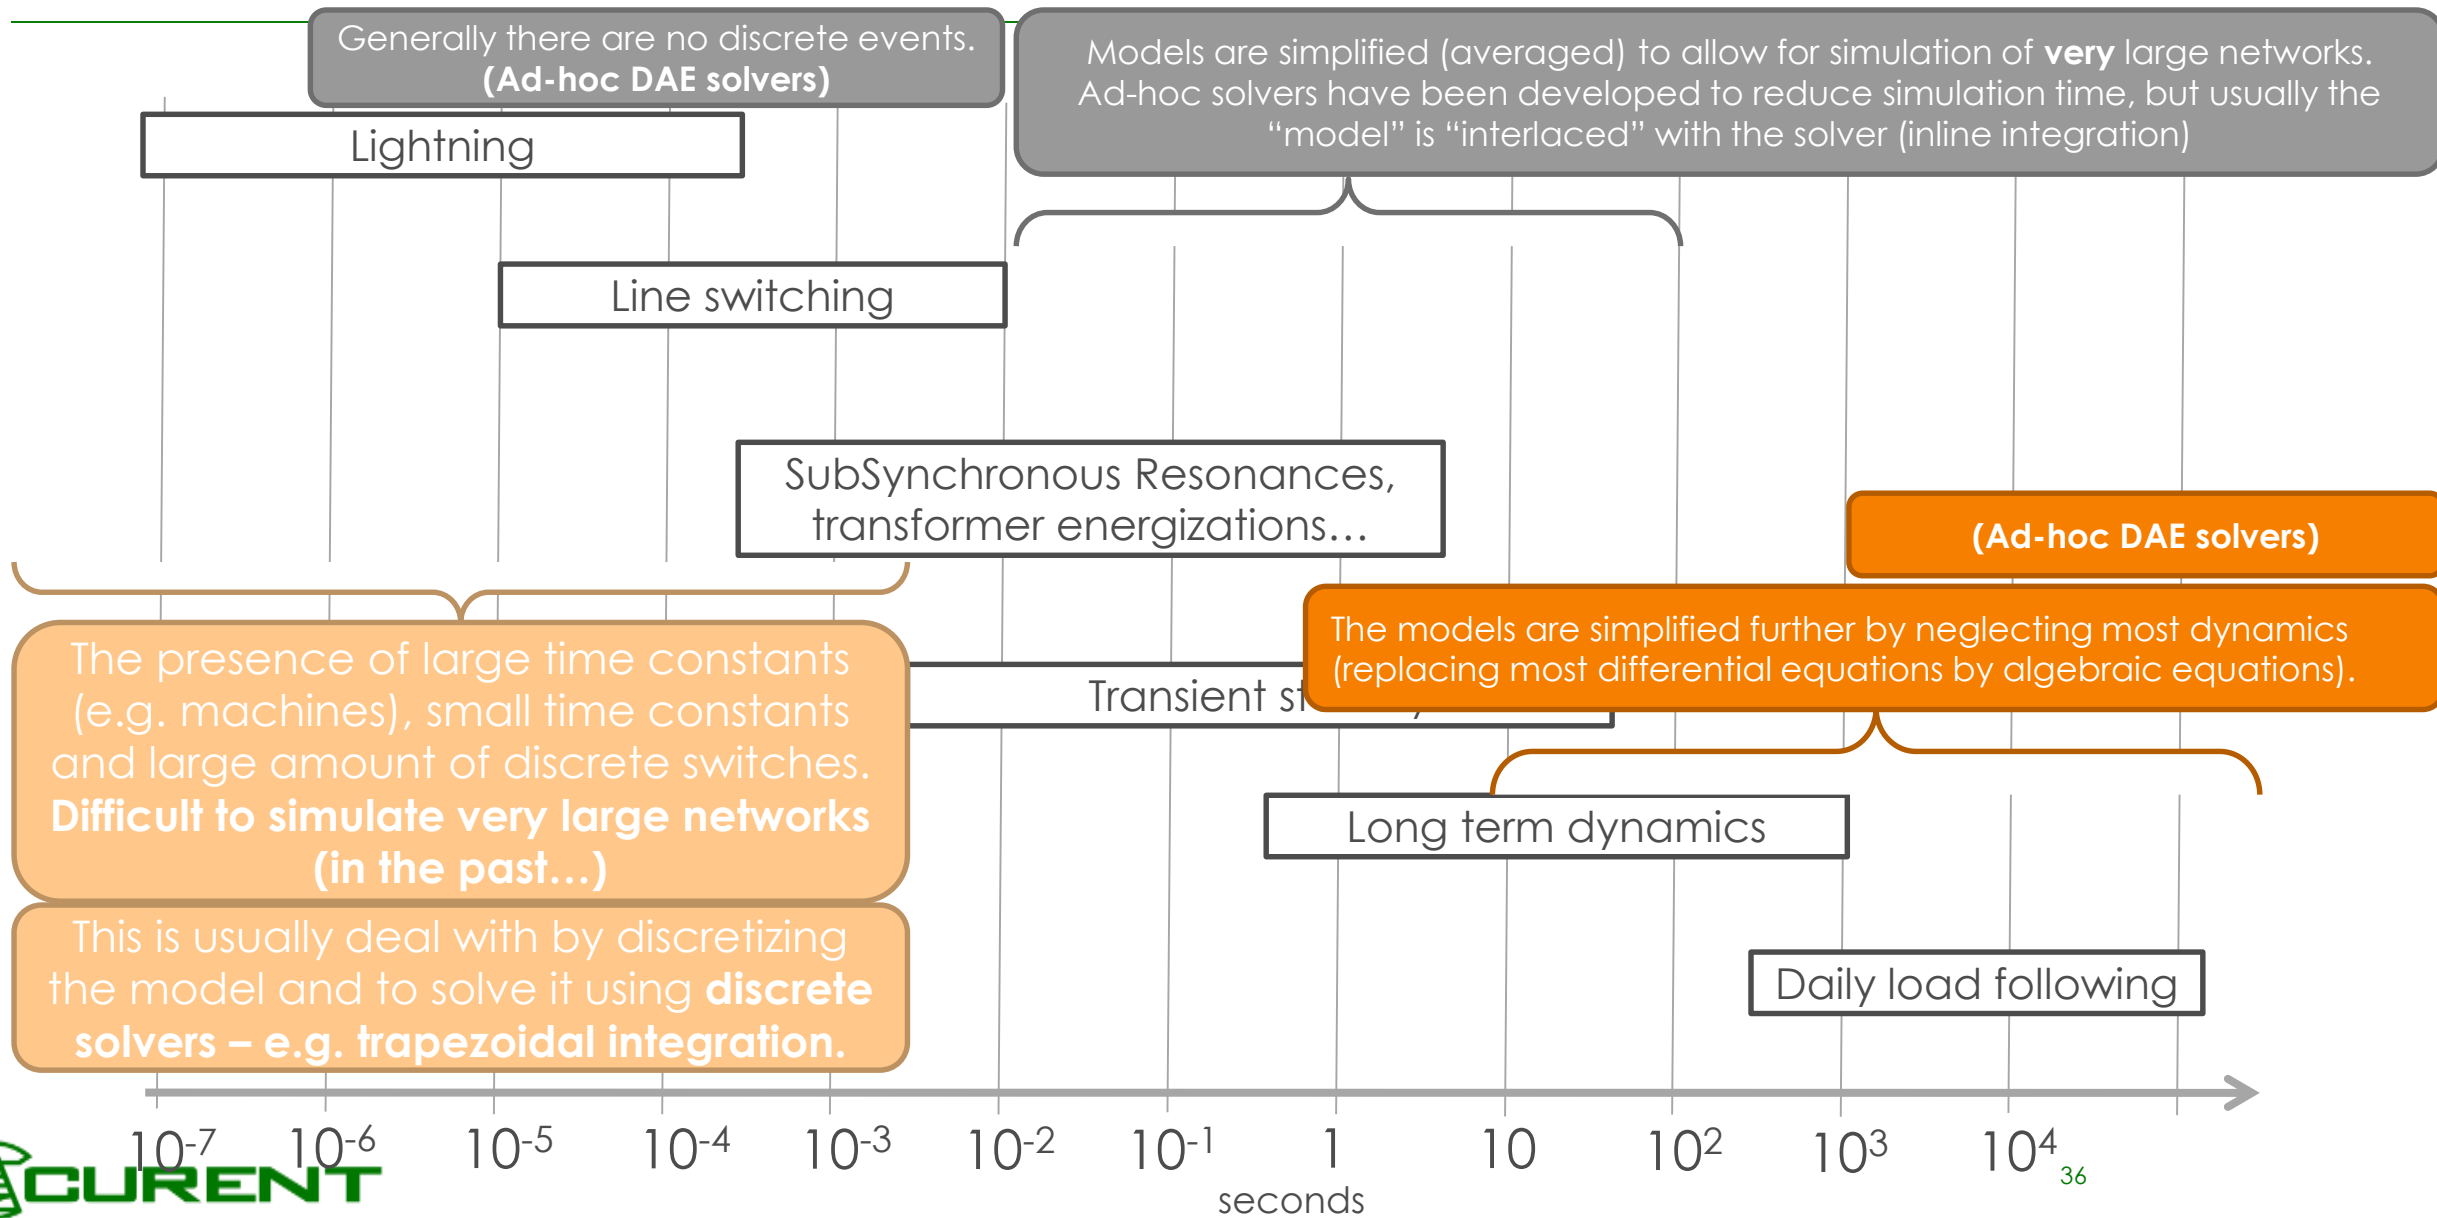 Generally there are no discrete events.
(Ad-hoc DAE solvers)
Models are simplified (averaged) to allow for simulation of very large networks.
Ad-hoc solvers have been developed to reduce simulation time, but usually the
“model” is “interlaced” with the solver (inline integration)
Lightning
Line switching
SubSynchronous Resonances,
transformer energizations…
(Ad-hoc DAE solvers)
The models are simplified further by neglecting most dynamics
(replacing most differential equations by algebraic equations).
The presence of large time constants
(e.g. machines), small time constants
and large amount of discrete switches.
Difficult to simulate very large networks
(in the past…)
Transient
Long term dynamics
This is usually deal with by discretizing
the model and to solve it using discrete
solvers – e.g. trapezoidal integration.
Daily load following
10-7 10-6 10-5 10-4 10-3 10-2 10-1 1 10 102 103 104
seconds
36
CURENT